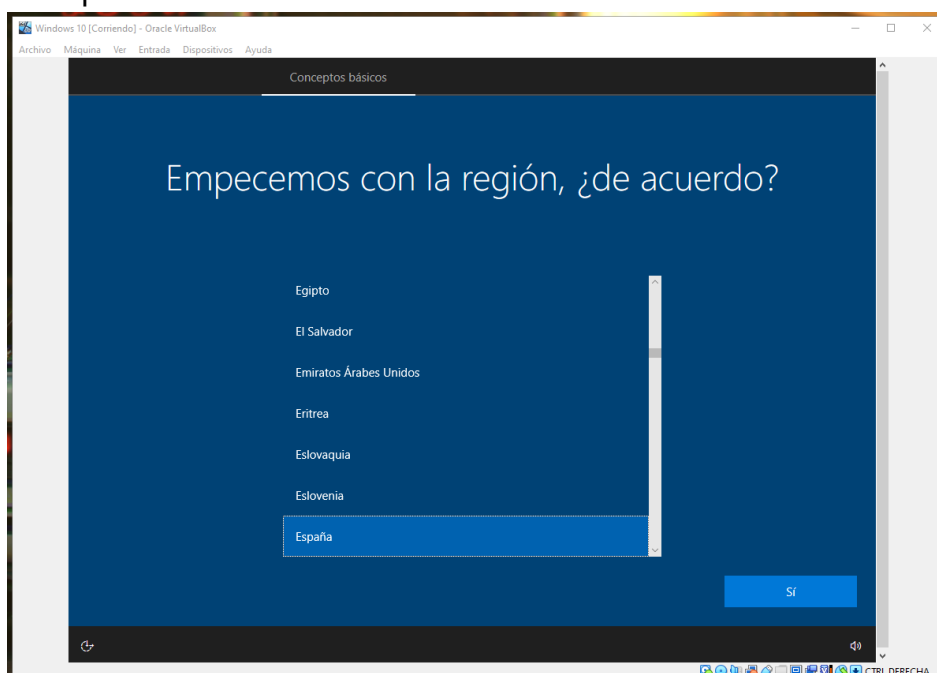 Windows 10 [Corriendo] - Oracle VirtualBox
Archivo Máquina Ver Entrada Dispositivos Ayuda
Conceptos básicos
Empecemos con la región, ¿de acuerdo?
Egipto
El Salvador
Emiratos Árabes Unidos
Eritrea
Eslovaquia
Eslovenia
España
Sí
CTRL DERECHA